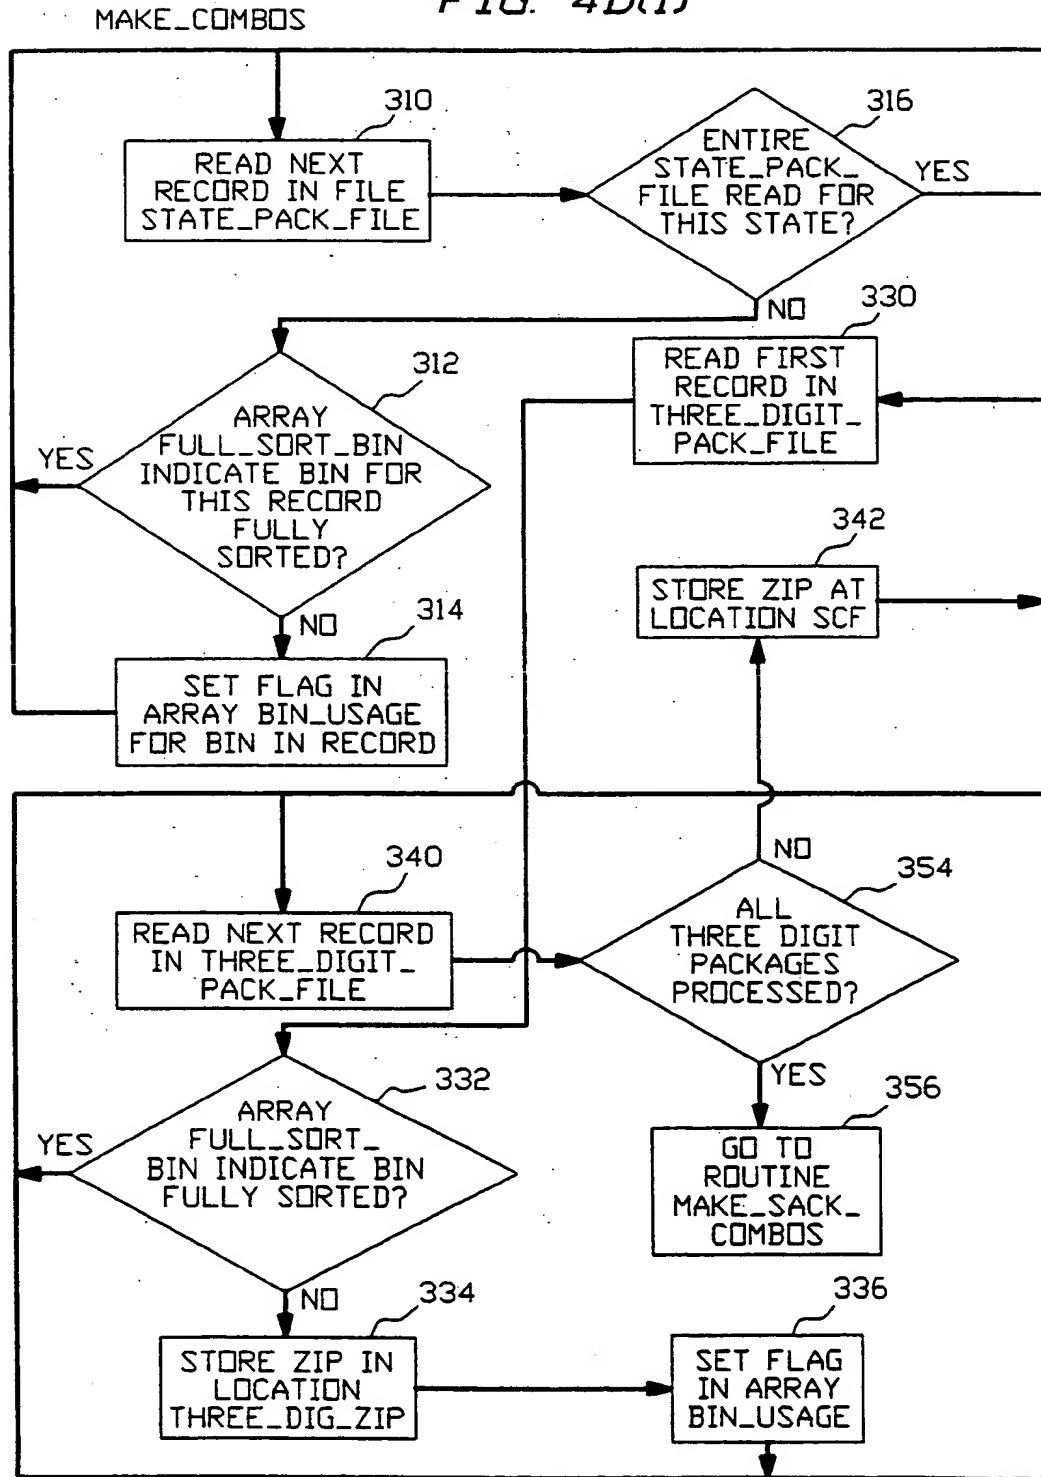 FIG. 4D(1)
MAKE_COMBOS
310
READ NEXT
RECORD IN FILE
STATE_PACK_FILE
316
ENTIRE
STATE_PACK_
FILE READ FOR
THIS STATE?
YES
NO
330
READ FIRST
RECORD IN
THREE_DIGIT_
PACK_FILE
312
ARRAY
FULL_SORT_BIN
INDICATE BIN FOR
THIS RECORD
FULLY
SORTED?
YES
NO
342
STORE ZIP AT
LOCATION SCF
314
SET FLAG IN
ARRAY BIN_USAGE
FOR BIN IN RECORD
340
READ NEXT RECORD
IN THREE_DIGIT_
PACK_FILE
NO
354
ALL
THREE DIGIT
PACKAGES
PROCESSED?
YES
332
ARRAY
FULL_SORT_
BIN INDICATE BIN
FULLY SORTED?
YES
NO
356
GO TO
ROUTINE
MAKE_SACK_
COMBOS
334
STORE ZIP IN
LOCATION
THREE_DIG_ZIP
336
SET FLAG
IN ARRAY
BIN_USAGE